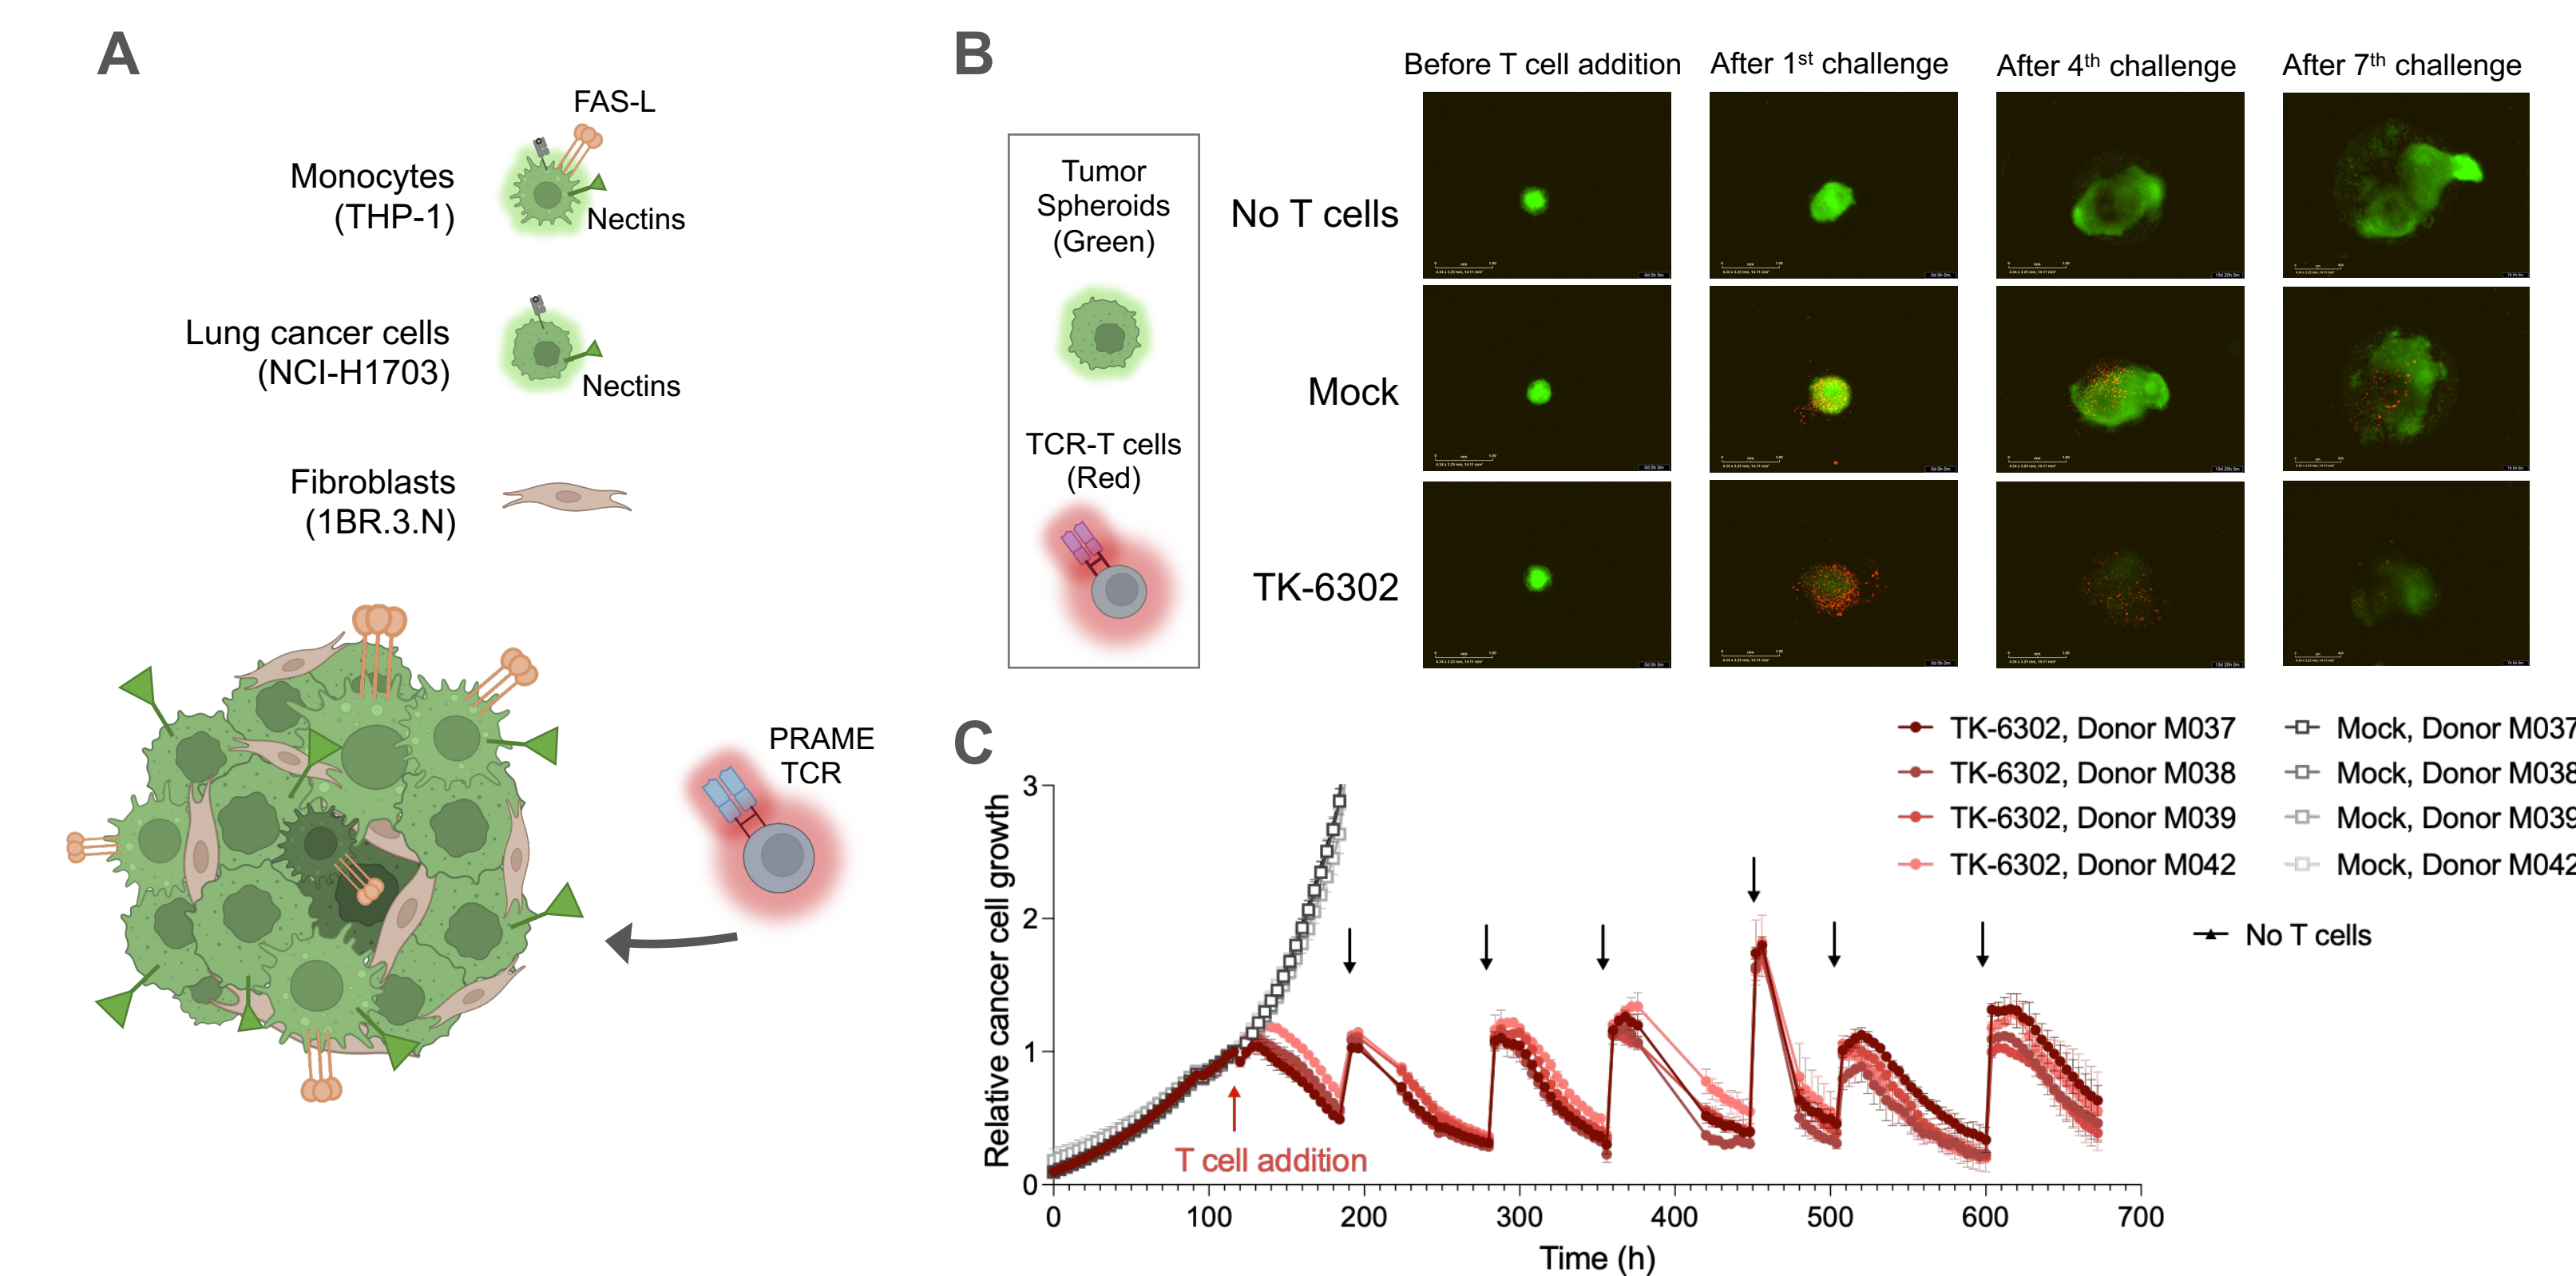 A
FAS-L
Monocytes
(THP-1)
Nectins
Lung cancer cells
(NCI-H1703)
Nectins
Fibroblasts
(1BR.3.N)
PRAME
TCR
B
Before T cell addition
After 1st challenge
After 4th challenge
After 7th challenge
Tumor
Spheroids
(Green)
TCR-T cells
(Red)
No T cells
Mock
TK-6302
C
TK-6302, Donor M037
TK-6302, Donor M038
TK-6302, Donor M039
TK-6302, Donor M042
Mock, Donor M037
Mock, Donor M038
Mock, Donor M039
Mock, Donor M042
No T cells
Relative cancer cell growth
3
2
1
0
T cell addition
0 100 200 300 400 500 600 700
Time (h)